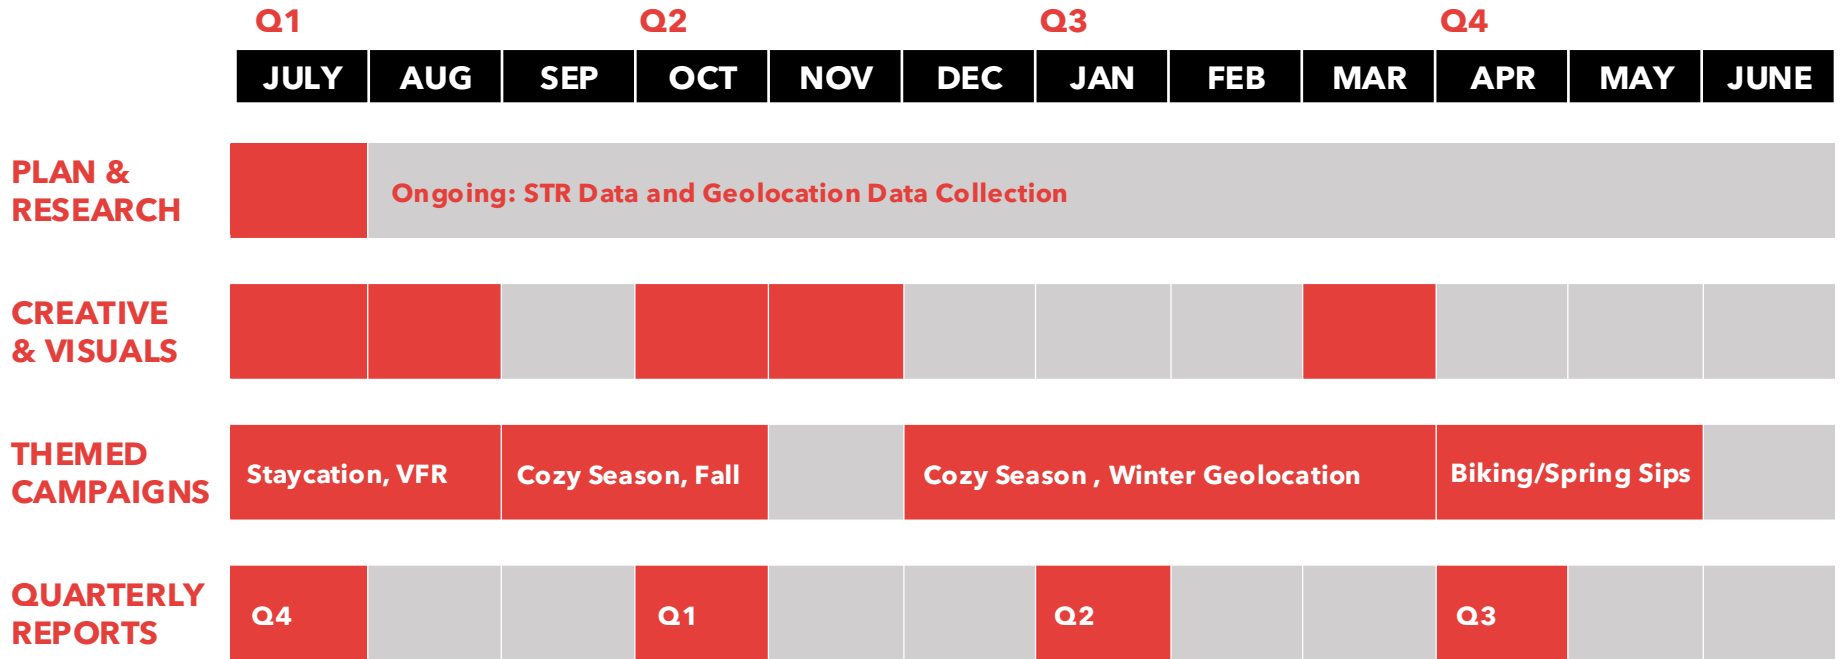 Q1 Q2 Q3 Q4
JULY AUG SEP OCT NOV DEC JAN FEB MAR APR MAY JUNE
PLAN &
RESEARCH
Ongoing: STR Data and Geolocation Data Collection
CREATIVE
& VISUALS
THEMED
CAMPAIGNS
Staycation, VFR
Cozy Season, Fall
Cozy Season , Winter Geolocation
Biking/Spring Sips
QUARTERLY
REPORTS
Q4 Q1 Q2 Q3